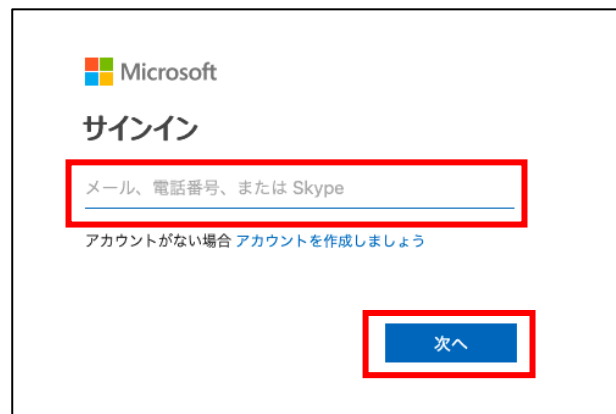 Microsoft
サインイン
メール、電話番号、または Skype
アカウントがない場合 アカウントを作成しましょう
次へ